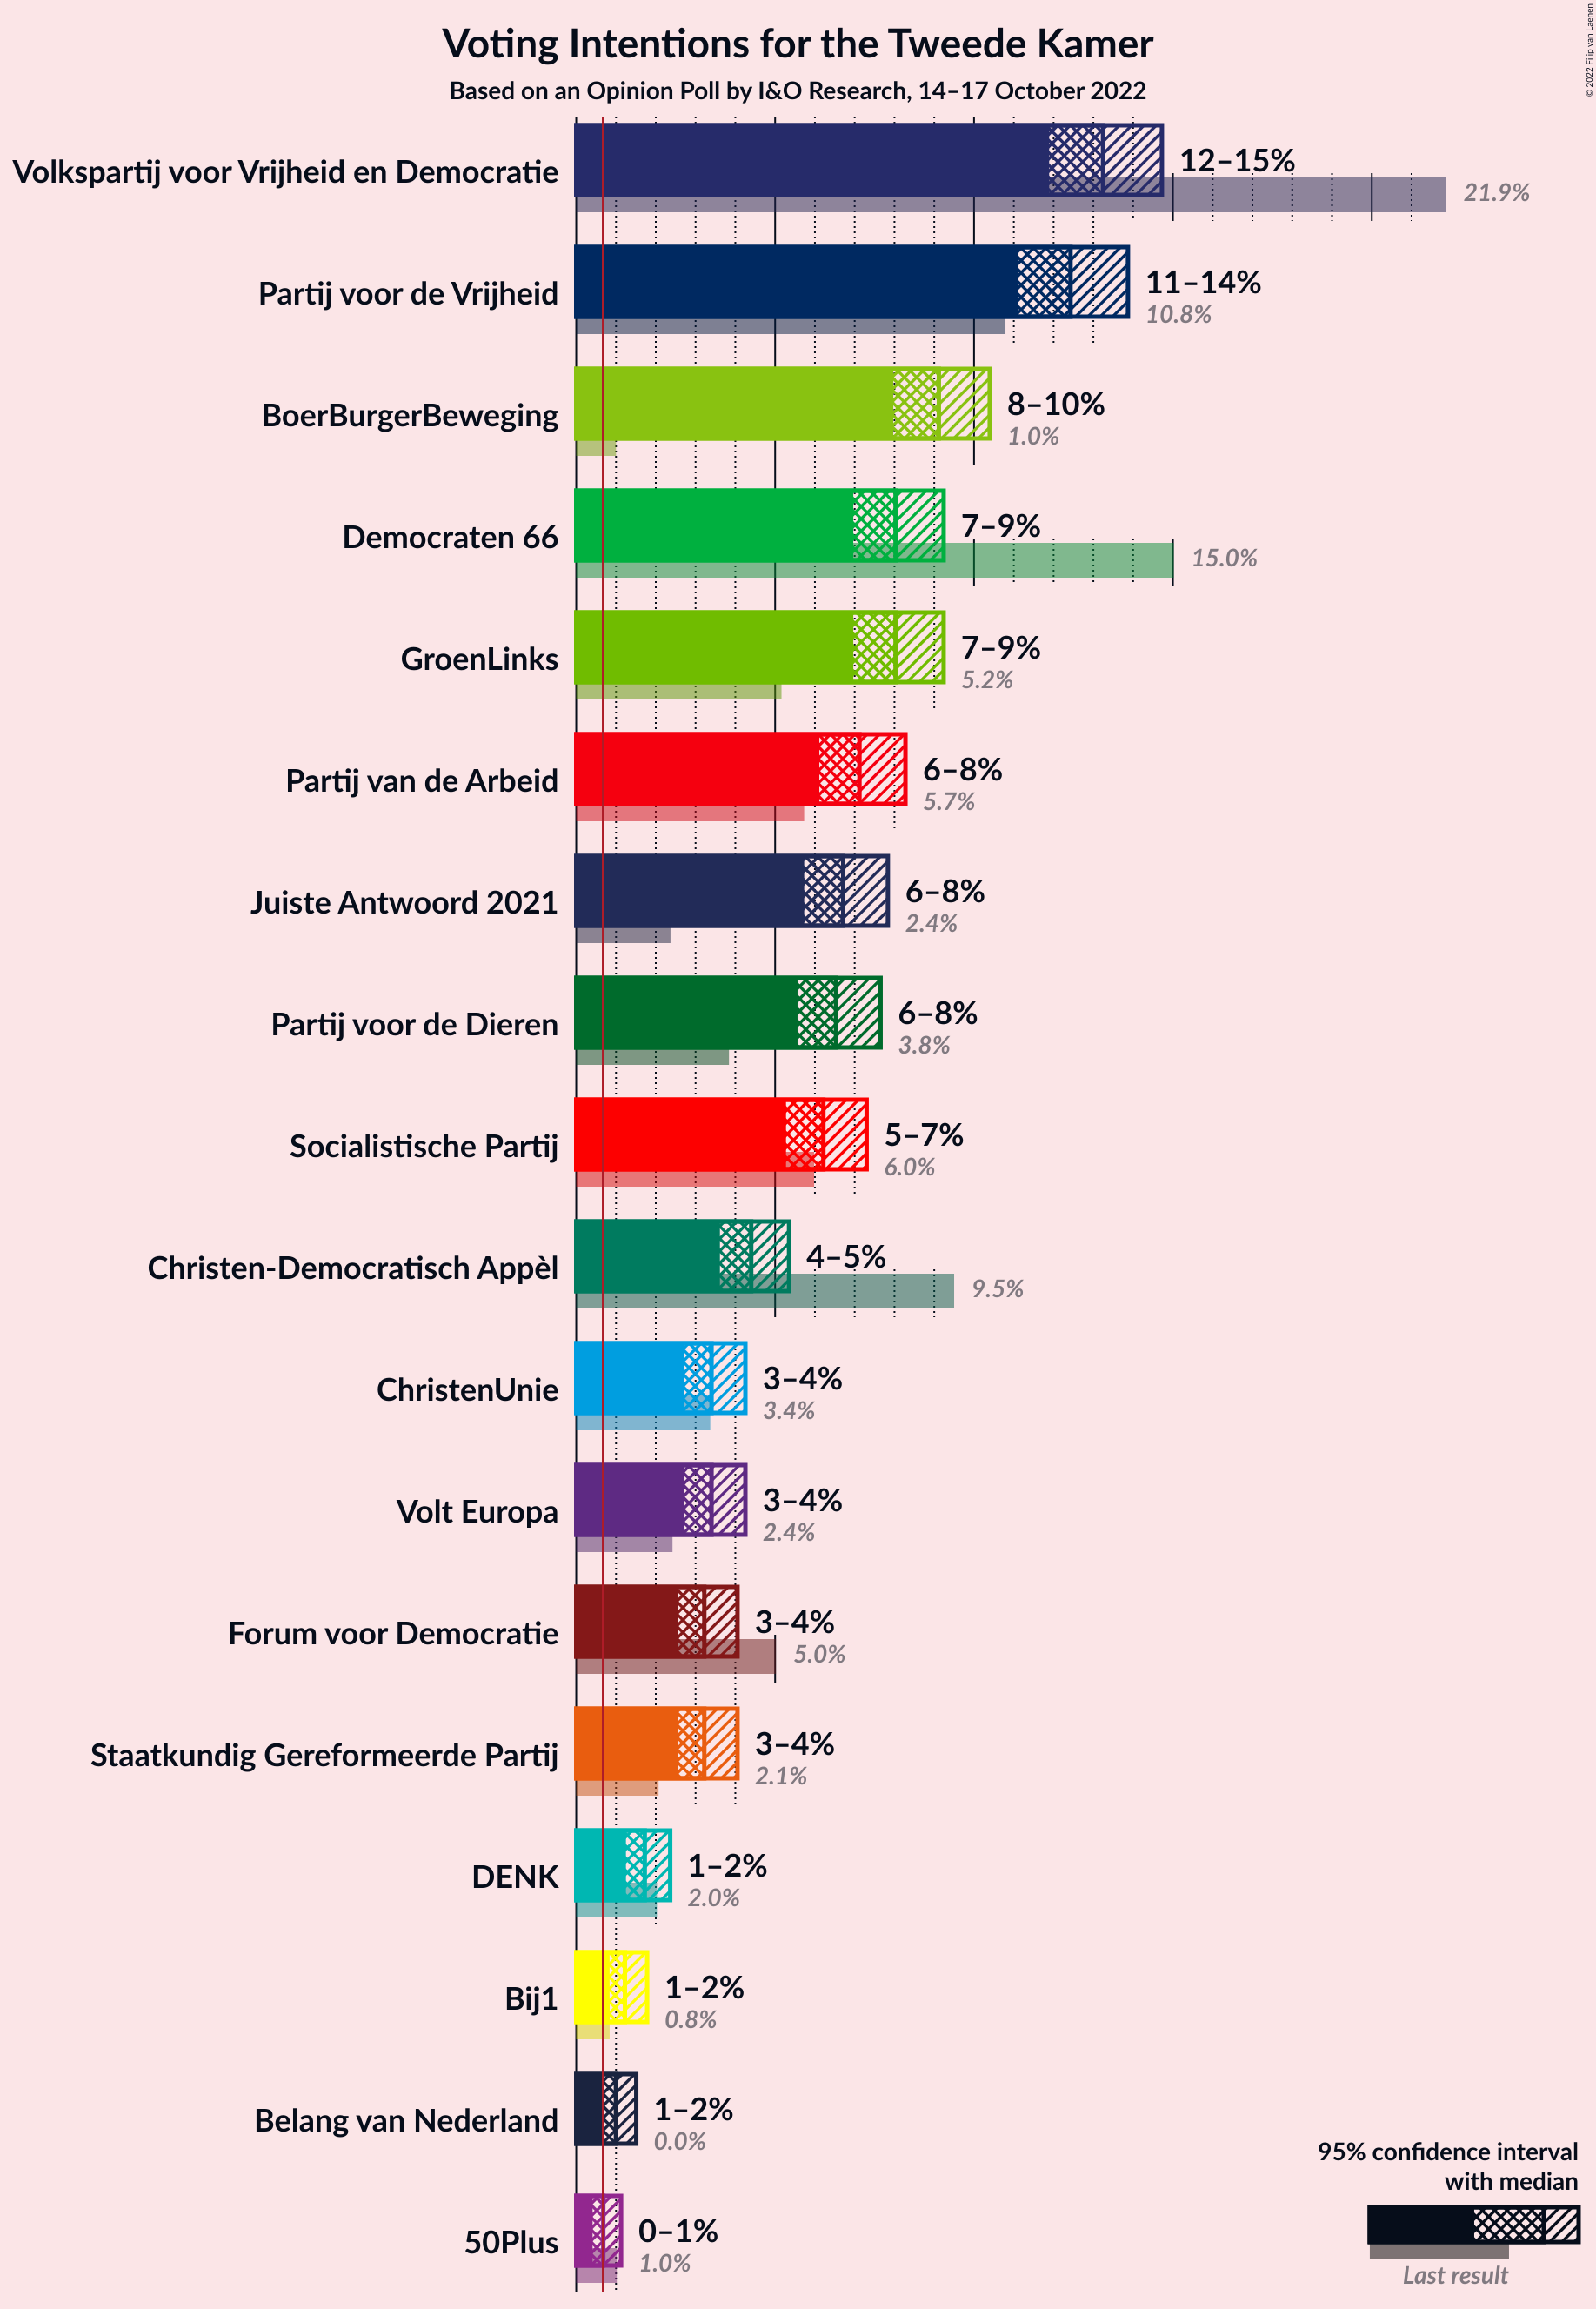 Voting Intentions for the Tweede Kamer
Based on an Opinion Poll by I&O Research, 14–17 October 2022
© 2022 Filip van Laenen
Volkspartij voor Vrijheid en Democratie
12–15%
21.9%
Partij voor de Vrijheid
11–14%
10.8%
BoerBurgerBeweging
8–10%
1.0%
Democraten 66
7–9%
15.0%
GroenLinks
7–9%
5.2%
Partij van de Arbeid
6–8%
5.7%
Juiste Antwoord 2021
6–8%
2.4%
Partij voor de Dieren
6–8%
3.8%
Socialistische Partij
5–7%
6.0%
Christen-Democratisch Appèl
4–5%
9.5%
ChristenUnie
3–4%
3.4%
Volt Europa
3–4%
2.4%
Forum voor Democratie
3–4%
5.0%
Staatkundig Gereformeerde Partij
3–4%
2.1%
DENK
1–2%
2.0%
Bij1
1–2%
0.8%
Belang van Nederland
1–2%
0.0%
50Plus
0–1%
1.0%
95% confidence interval
with median
Last result